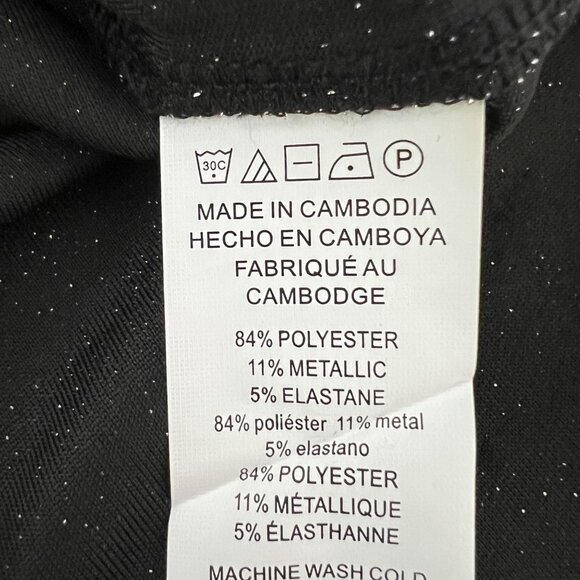 30C P
MADE IN CAMBODIA
HECHO EN CAMBOYA
FABRIQUÉ AU
CAMBODGE
84% POLYESTER
11% METALLIC
5% ELASTANE
84% poliéster 11% metal
5% elastano
84% POLYESTER
11% MÉTALLIQUE
5% ÉLASTHANNE
MACHINE WASH COLD